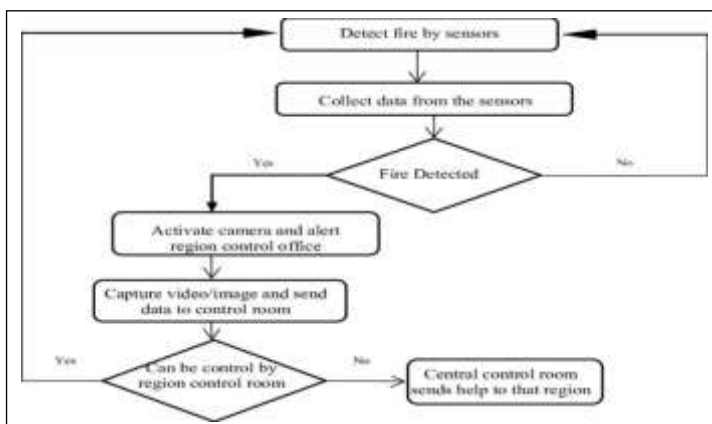 Detect fire by sensors
Collect data from the sensors
Yes
No
Fire Detected
Activate camera and alert
region control office
Capture video/image and send
data to control room
Yes
Can be control by
region control room
No
Central control room
sends help to that region